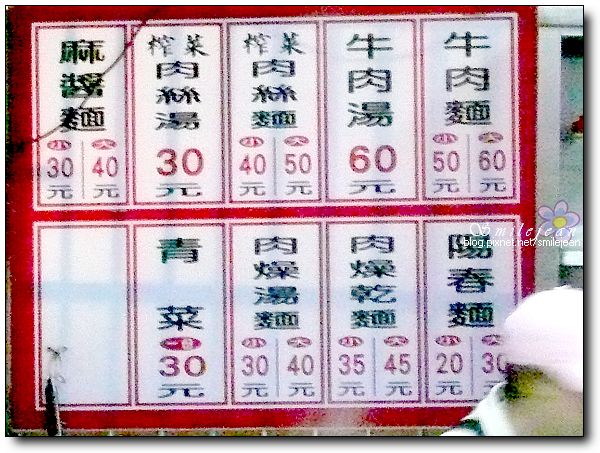 牛肉麵
小 大
50 60
元 元
牛肉湯
60
元
榨菜
肉絲麵
小 大
40 50
元 元
榨菜
肉絲湯
30
元
麻醬麵
小 大
30 40
元 元
陽春麵
小 大
20 30
元 元
肉燥乾麵
小 大
35 45
元 元
肉燥湯麵
小 大
30 40
元 元
青菜
30
元
Smilejean
blog.pixnet.net/smilejean